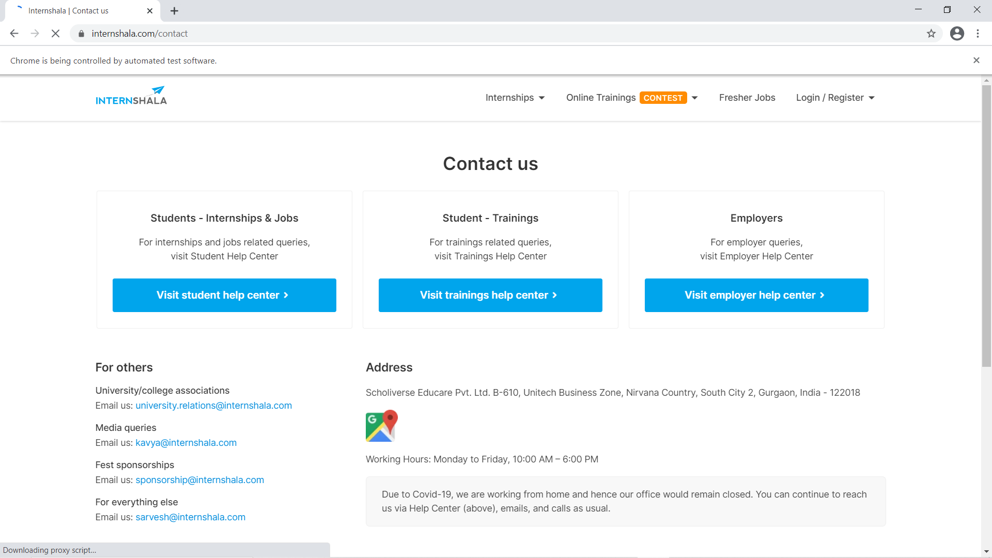 Internshala | Contact us
internshala.com/contact
Chrome is being controlled by automated test software.
INTERNSHALA
Internships
Online Trainings CONTEST
Fresher Jobs
Login / Register
Contact us
Students - Internships & Jobs
For internships and jobs related queries,
visit Student Help Center
Visit student help center
Student - Trainings
For trainings related queries,
visit Trainings Help Center
Visit trainings help center
Employers
For employer queries,
visit Employer Help Center
Visit employer help center
For others
University/college associations
Email us: university.relations@internshala.com
Media queries
Email us: kavya@internshala.com
Fest sponsorships
Email us: sponsorship@internshala.com
For everything else
Email us: sarvesh@internshala.com
Address
Scholiverse Educare Pvt. Ltd. B-610, Unitech Business Zone, Nirvana Country, South City 2, Gurgaon, India - 122018
G
Working Hours: Monday to Friday, 10:00 AM – 6:00 PM
Due to Covid-19, we are working from home and hence our office would remain closed. You can continue to reach
us via Help Center (above), emails, and calls as usual.
Downloading proxy script...